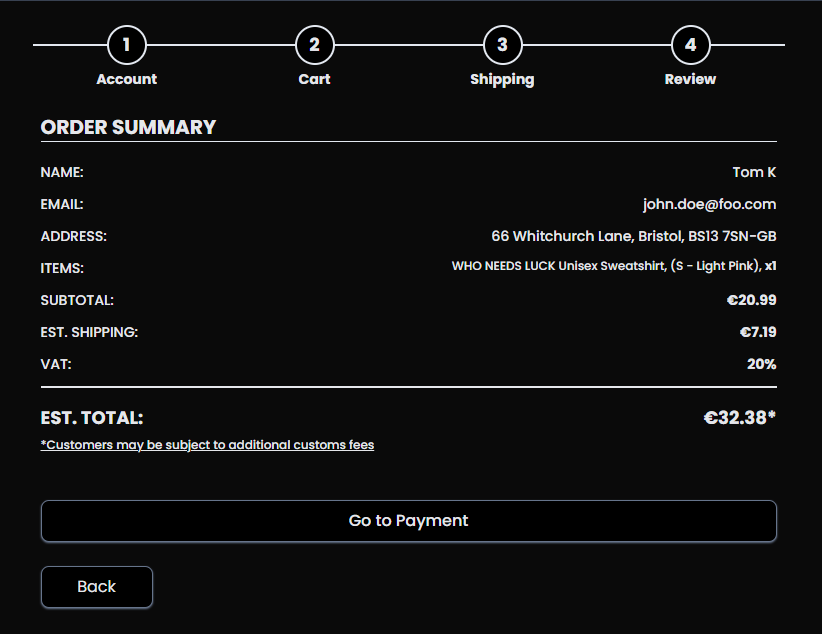 1 2 3 4
Account Cart Shipping Review
ORDER SUMMARY
NAME: Tom K
EMAIL: john.doe@foo.com
ADDRESS: 66 Whitchurch Lane, Bristol, BS13 7SN-GB
ITEMS: WHO NEEDS LUCK Unisex Sweatshirt, (S - Light Pink), x1
SUBTOTAL: €20.99
EST. SHIPPING: €7.19
VAT: 20%
EST. TOTAL: €32.38*
*Customers may be subject to additional customs fees
Go to Payment
Back